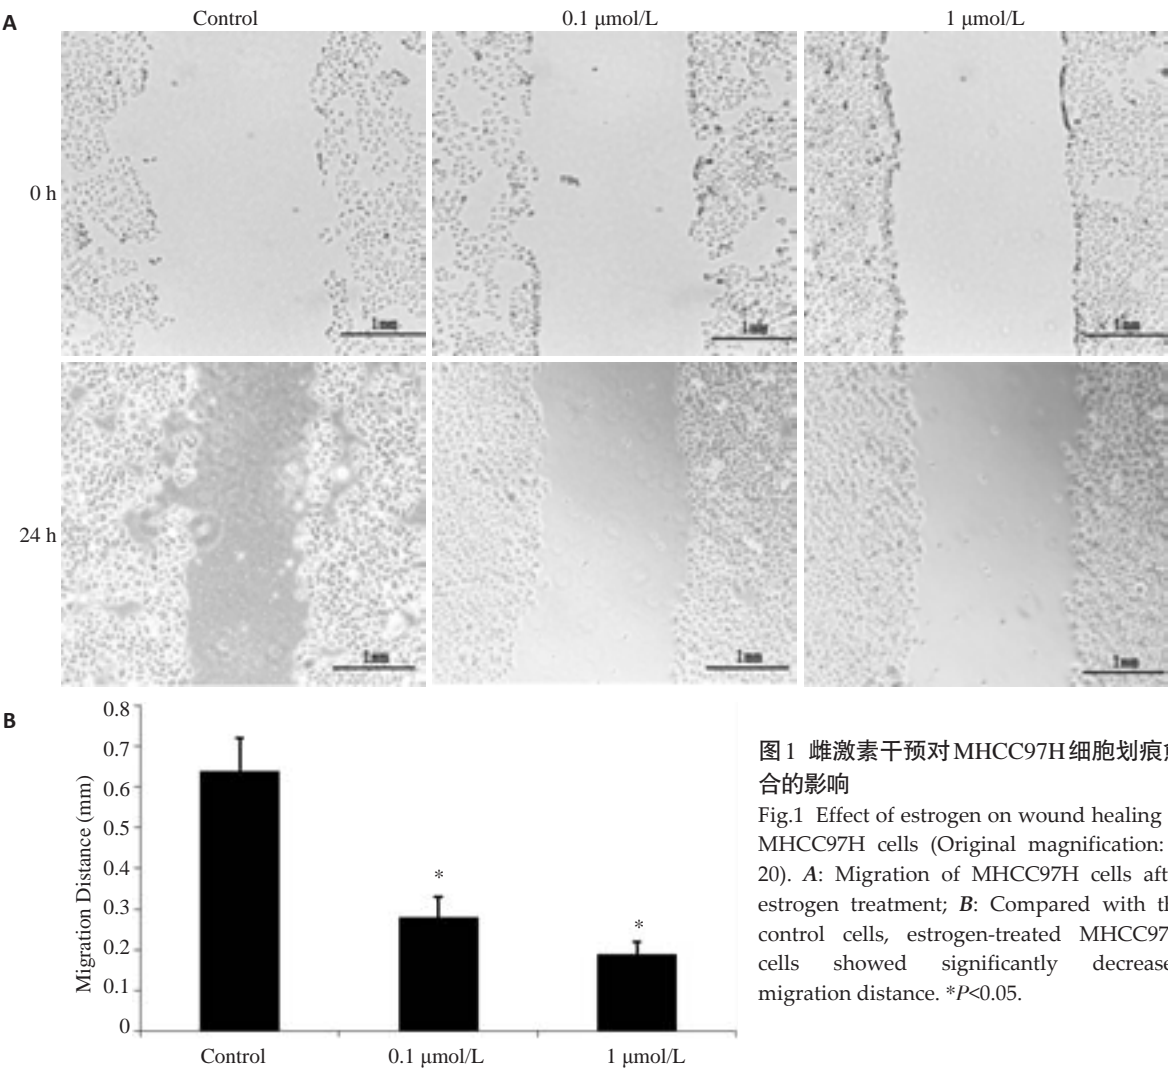 A
Control
0.1 μmol/L
1 μmol/L
0 h
1mm
1mm
1mm
24 h
1mm
1mm
1mm
B
Migration Distance (mm)
0.8
0.7
0.6
0.5
0.4
0.3
0.2
0.1
0
*
*
Control
0.1 μmol/L
1 μmol/L
图1 雌激素干预对MHCC97H细胞划痕愈
合的影响
Fig.1 Effect of estrogen on wound healing
MHCC97H cells (Original magnification:
20). A: Migration of MHCC97H cells aft
estrogen treatment; B: Compared with th
control cells, estrogen-treated MHCC97
cells showed significantly decrease
migration distance. *P<0.05.